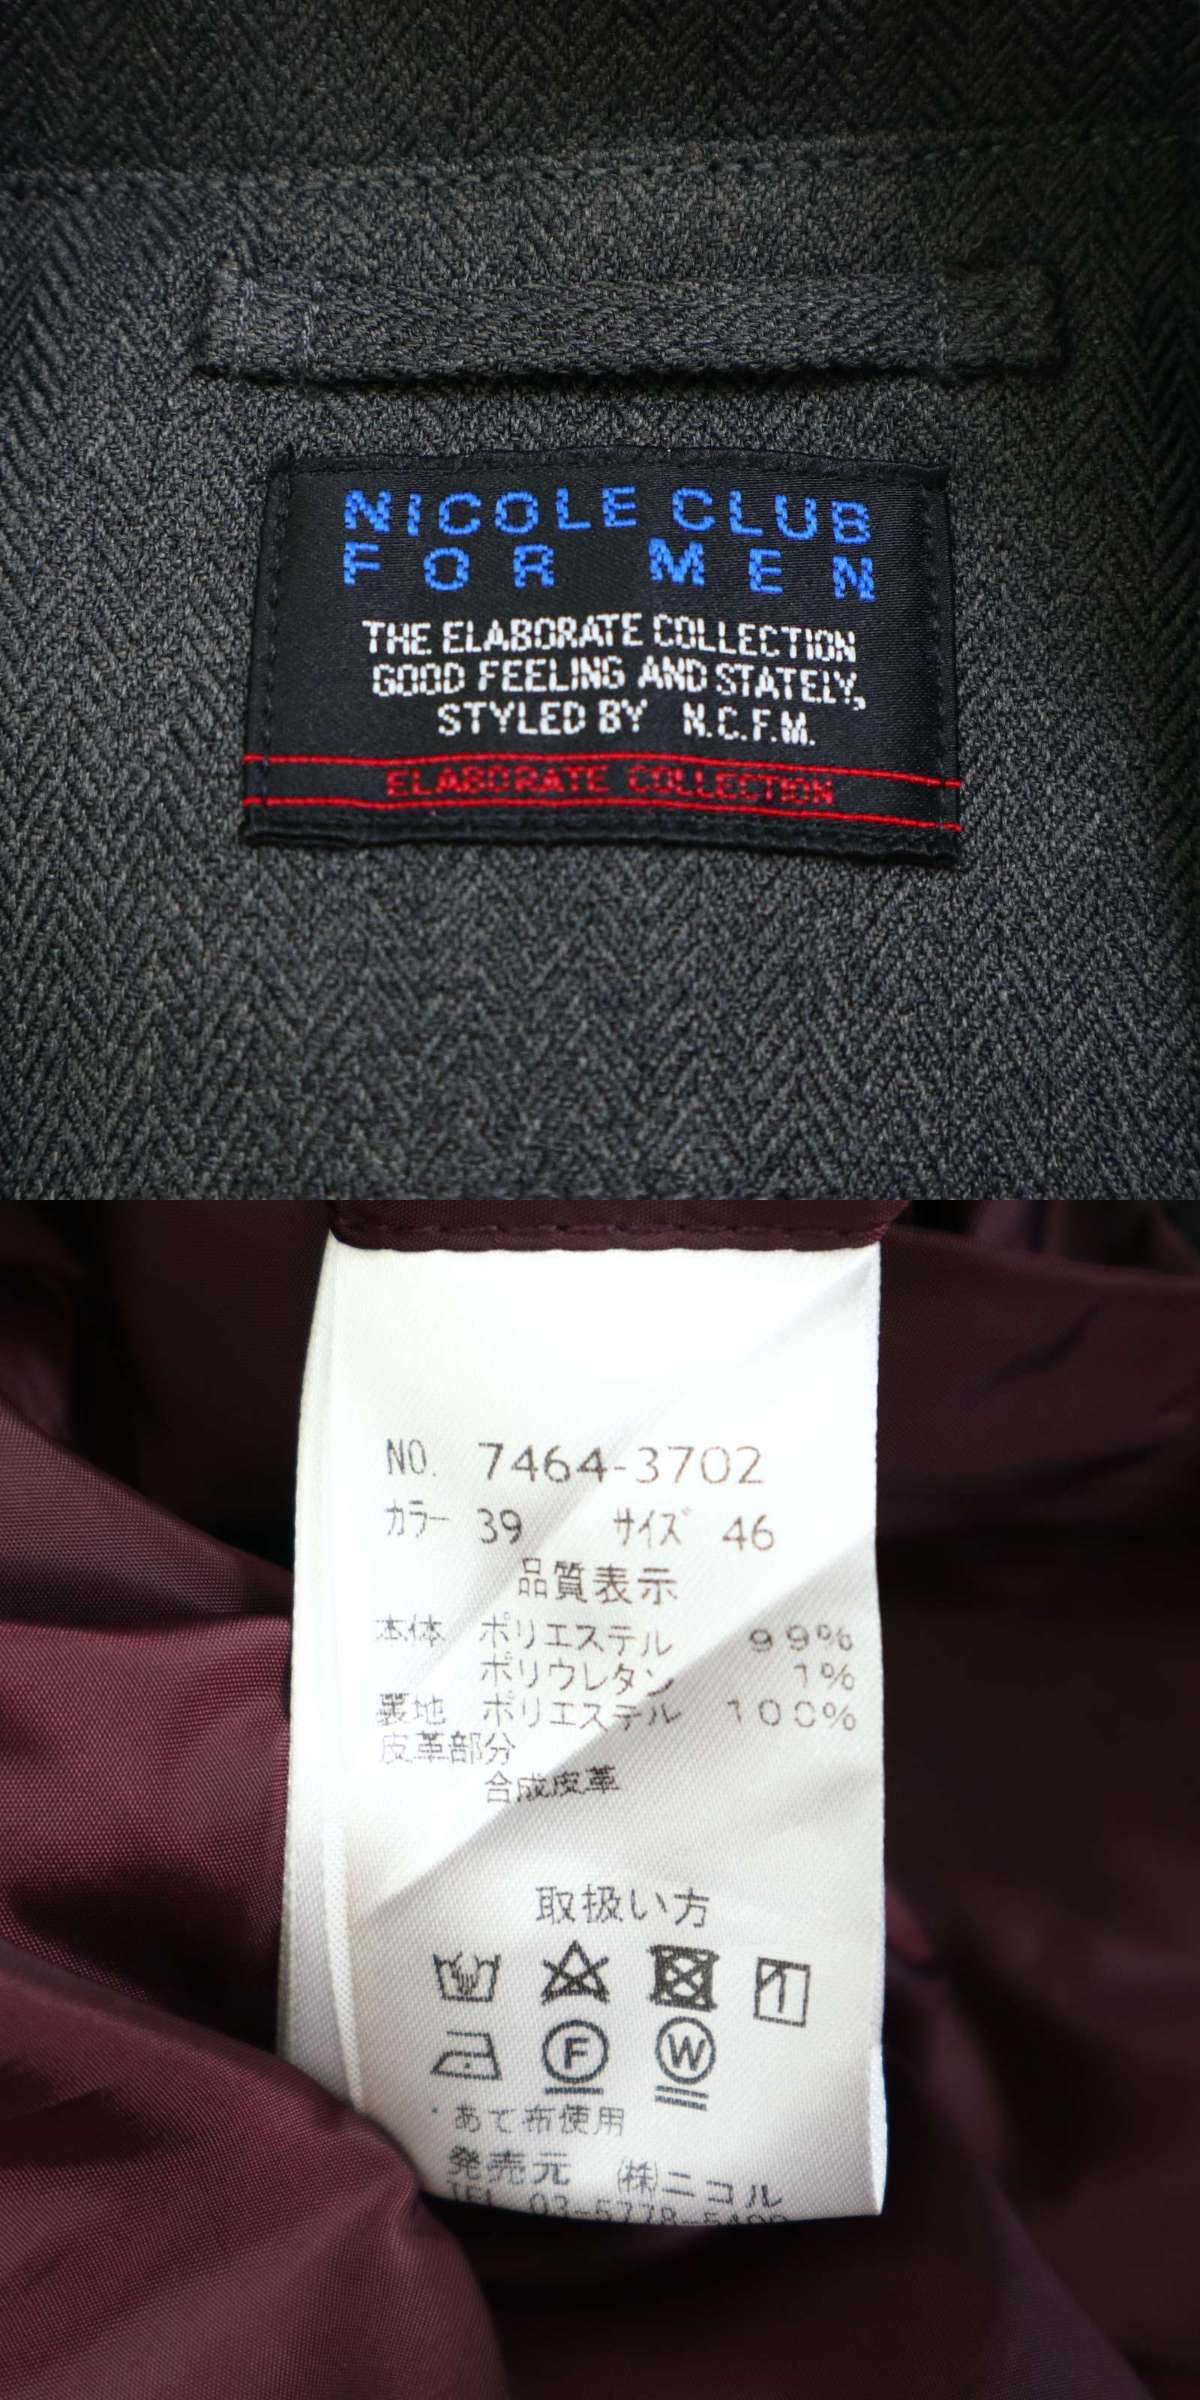 NICOLE CLUB
FOR MEN
THE ELABORATE COLLECTION
GOOD FEELING AND STATELY,
STYLED BY N.C.F.M.
ELABORATE COLLECTION
NO. 7464-3702
カラー 39 サイズ 46
品質表示
本体 ポリエステル 99%
ポリウレタン 1%
裏地 ポリエステル 100%
皮革部分
合成皮革
取扱い方
F W
・あて布使用
発売元 ㈱ニコル
TEL 03-5778-